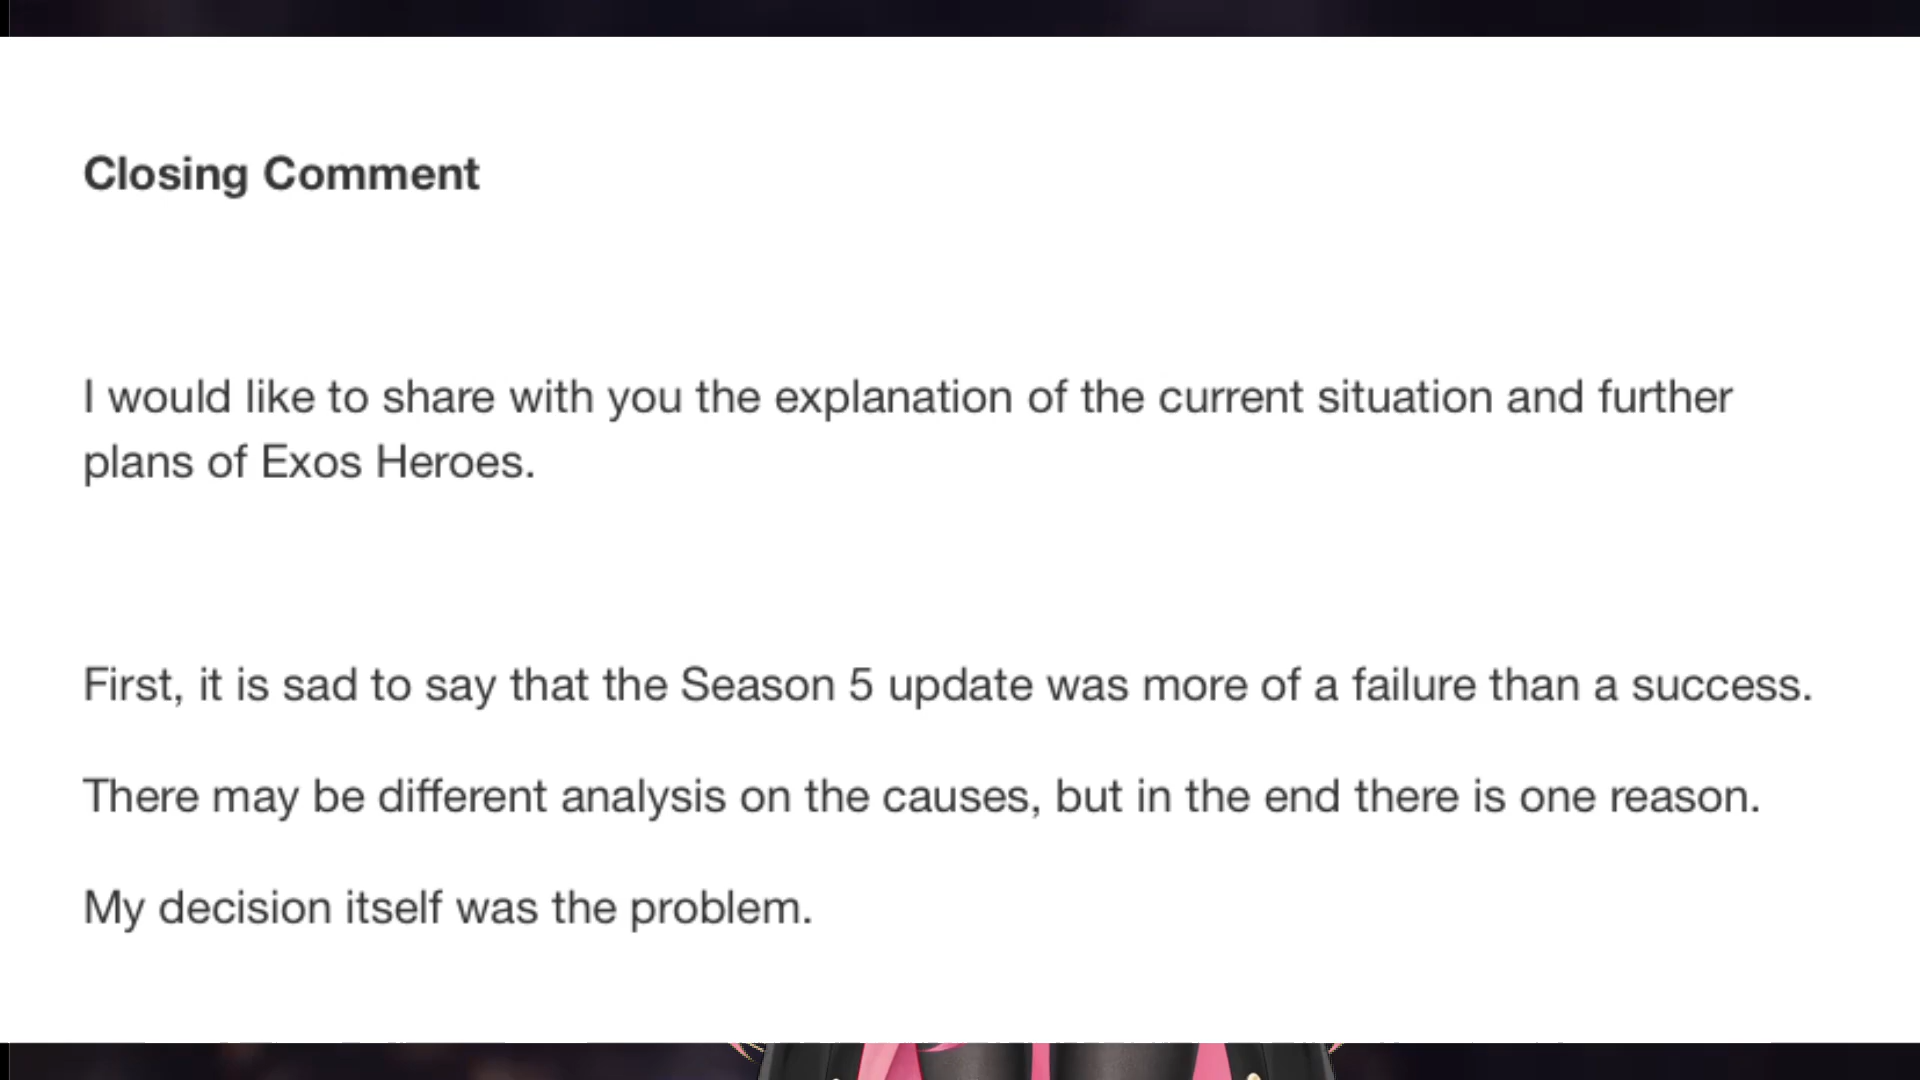 Closing Comment
I would like to share with you the explanation of the current situation and further
plans of Exos Heroes.
First, it is sad to say that the Season 5 update was more of a failure than a success.
There may be different analysis on the causes, but in the end there is one reason.
My decision itself was the problem.